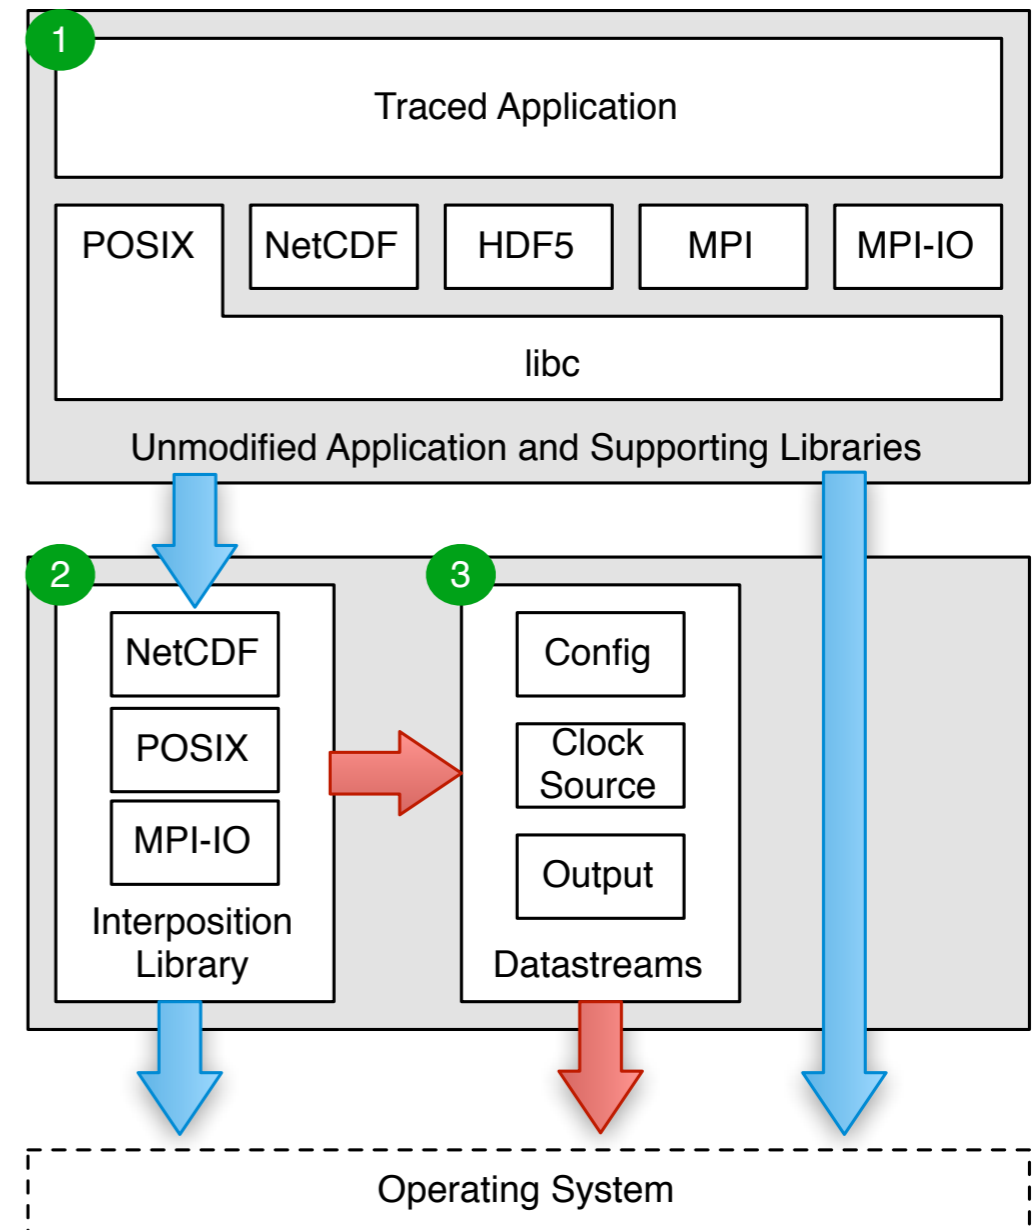 1
Traced Application
POSIX NetCDF HDF5 MPI MPI-IO
libc
Unmodified Application and Supporting Libraries
2
NetCDF
POSIX
MPI-IO
Interposition
Library
3
Config
Clock
Source
Output
Datastreams
Operating System